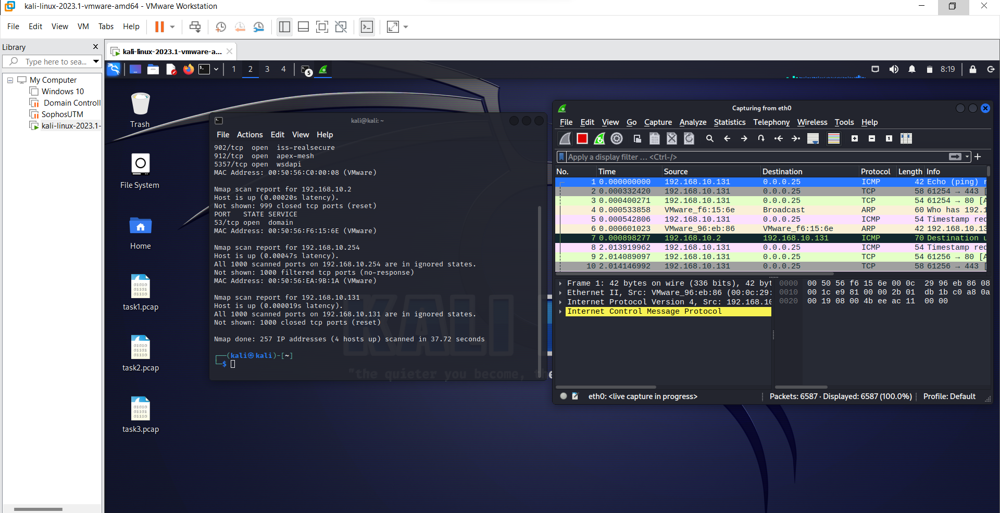 kali-linux-2023.1-vmware-amd64 - VMware Workstation
File Edit View VM Tabs Help
Library
Type here to sea...
My Computer
Windows 10
Domain Controll
SophosUTM
kali-linux-2023.1-
kali-linux-2023.1-vmware-a...
1 2 3 4 5 8:19
Trash
File System
Home
task1.pcap
task2.pcap
task3.pcap
kali@kali: ~
File Actions Edit View Help
902/tcp open iss-realsecure
912/tcp open apex-mesh
5357/tcp open wsdapi
MAC Address: 00:50:56:C0:00:08 (VMware)
Nmap scan report for 192.168.10.2
Host is up (0.00020s latency).
Not shown: 999 closed tcp ports (reset)
PORT STATE SERVICE
53/tcp open domain
MAC Address: 00:50:56:F6:15:6E (VMware)
Nmap scan report for 192.168.10.254
Host is up (0.00047s latency).
All 1000 scanned ports on 192.168.10.254 are in ignored states.
Not shown: 1000 filtered tcp ports (no-response)
MAC Address: 00:50:56:EA:9B:1A (VMware)
Nmap scan report for 192.168.10.131
Host is up (0.000019s latency).
All 1000 scanned ports on 192.168.10.131 are in ignored states.
Not shown: 1000 closed tcp ports (reset)
Nmap done: 257 IP addresses (4 hosts up) scanned in 37.72 seconds
(kali㉿kali)-[~]
$
KALI
"the quieter you become, the
Capturing from eth0
File Edit View Go Capture Analyze Statistics Telephony Wireless Tools Help
Apply a display filter ... <Ctrl-/>
No. Time Source Destination Protocol Length Info
1 0.000000000 192.168.10.131 0.0.0.25 ICMP 42 Echo (ping) r
2 0.000332420 192.168.10.131 0.0.0.25 TCP 58 61254 → 443 [
3 0.000400271 192.168.10.131 0.0.0.25 TCP 54 61254 → 80 [A
4 0.000533858 VMware_f6:15:6e Broadcast ARP 60 Who has 192.1
5 0.000542806 192.168.10.131 0.0.0.25 ICMP 54 Timestamp req
6 0.000601023 VMware_96:eb:86 VMware_f6:15:6e ARP 42 192.168.10.13
7 0.000898277 192.168.10.2 192.168.10.131 ICMP 70 Destination u
8 2.013919962 192.168.10.131 0.0.0.25 ICMP 54 Timestamp req
9 2.014089097 192.168.10.131 0.0.0.25 TCP 54 61256 → 80 [A
10 2.014146992 192.168.10.131 0.0.0.25 TCP 58 61256 → 443 [
Frame 1: 42 bytes on wire (336 bits), 42 byt
Ethernet II, Src: VMware_96:eb:86 (00:0c:29:
Internet Protocol Version 4, Src: 192.168.10
Internet Control Message Protocol
0000 00 50 56 f6 15 6e 00 0c 29 96 eb 86 08
0010 00 1c e9 81 00 00 2b 01 db 1b c0 a8 0a
0020 00 19 08 00 4b ee ac 11 00 00
eth0: <live capture in progress>
Packets: 6587 · Displayed: 6587 (100.0%)
Profile: Default